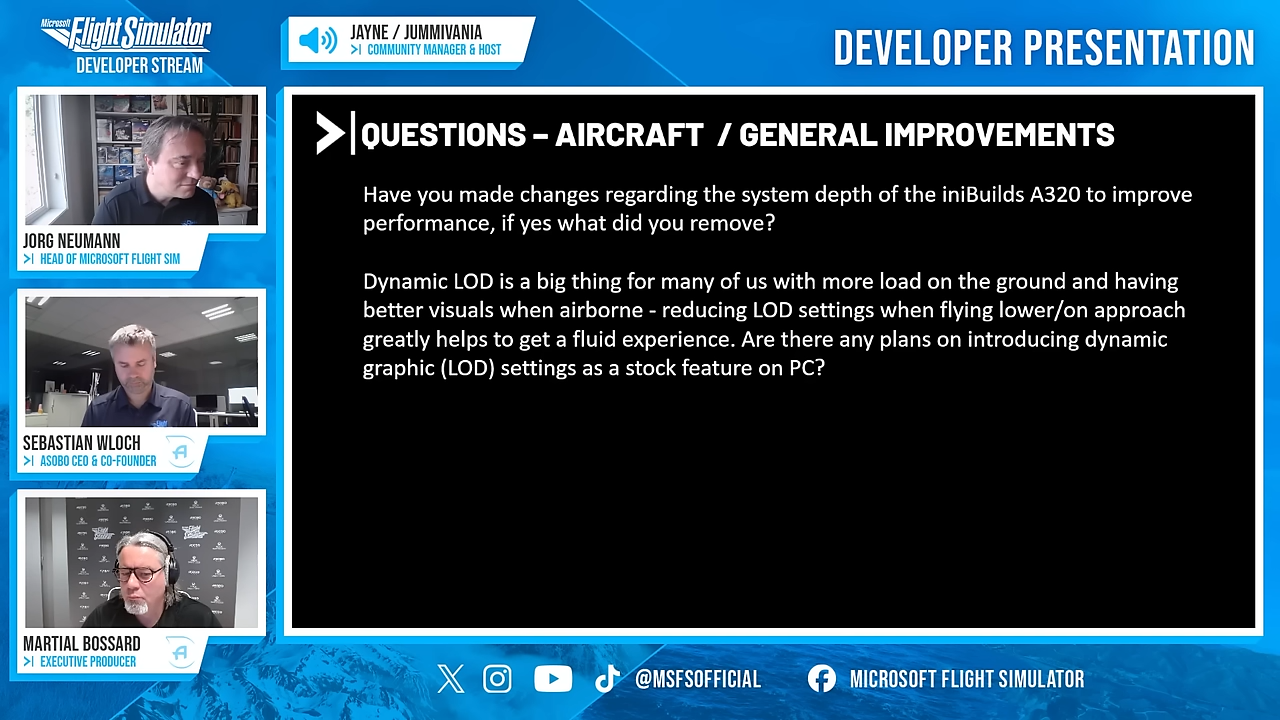 Microsoft
Flight Simulator
DEVELOPER STREAM
JAYNE / JUMMIVANIA
>| COMMUNITY MANAGER & HOST
DEVELOPER PRESENTATION
JORG NEUMANN
>| HEAD OF MICROSOFT FLIGHT SIM
SEBASTIAN WLOCH
>| ASOBO CEO & CO-FOUNDER
MARTIAL BOSSARD
>| EXECUTIVE PRODUCER
QUESTIONS – AIRCRAFT / GENERAL IMPROVEMENTS
Have you made changes regarding the system depth of the iniBuilds A320 to improve
performance, if yes what did you remove?
Dynamic LOD is a big thing for many of us with more load on the ground and having
better visuals when airborne - reducing LOD settings when flying lower/on approach
greatly helps to get a fluid experience. Are there any plans on introducing dynamic
graphic (LOD) settings as a stock feature on PC?
@MSFSOFFICIAL
MICROSOFT FLIGHT SIMULATOR